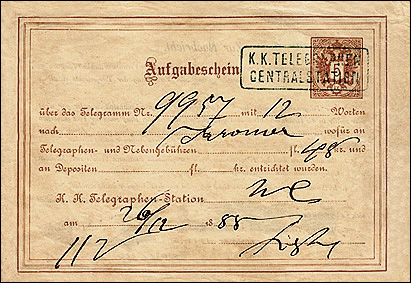 K.K.TELEGRAPHEN
CENTRALSTATION
5
Aufgabeschein
über das Telegramm Nr. 9957 mit 12 Worten
nach wofür an
Telegraphen- und Nebengebühren fl. 48 kr. und
an Depositen fl. kr. entrichtet wurden.
K. K. Telegraphen-Station
am 26/12 188